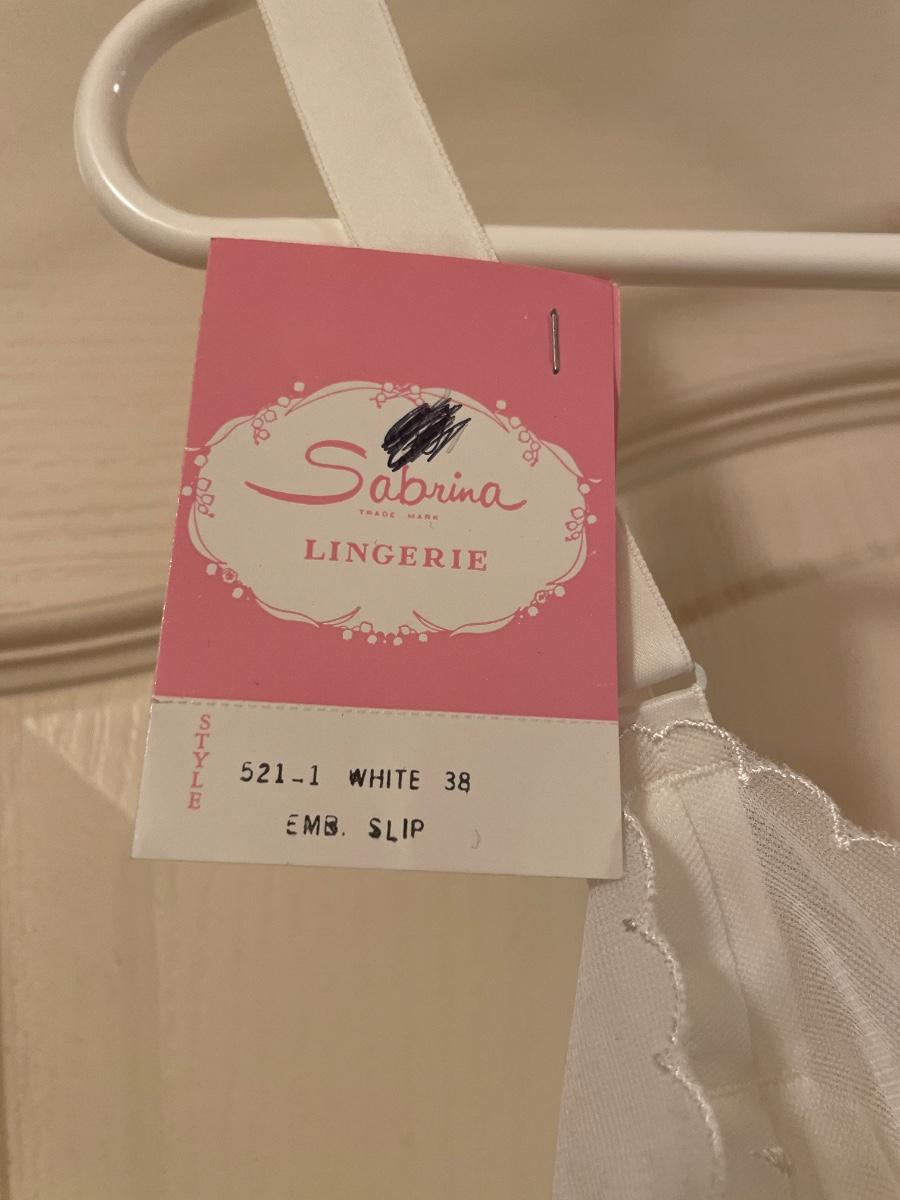 Sabrina
TRADE MARK
LINGERIE
STYLE
521-1 WHITE 38
EMB. SLIP